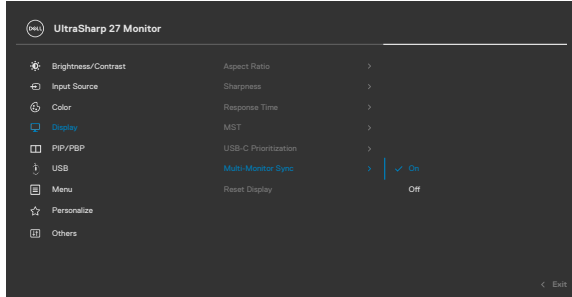 DELL UltraSharp 27 Monitor
Brightness/Contrast Aspect Ratio >
Input Source Sharpness >
Color Response Time >
Display MST >
PIP/PBP USB-C Prioritization >
USB Multi-Monitor Sync > ✓ On
Menu Reset Display Off
Personalize
Others
< Exit